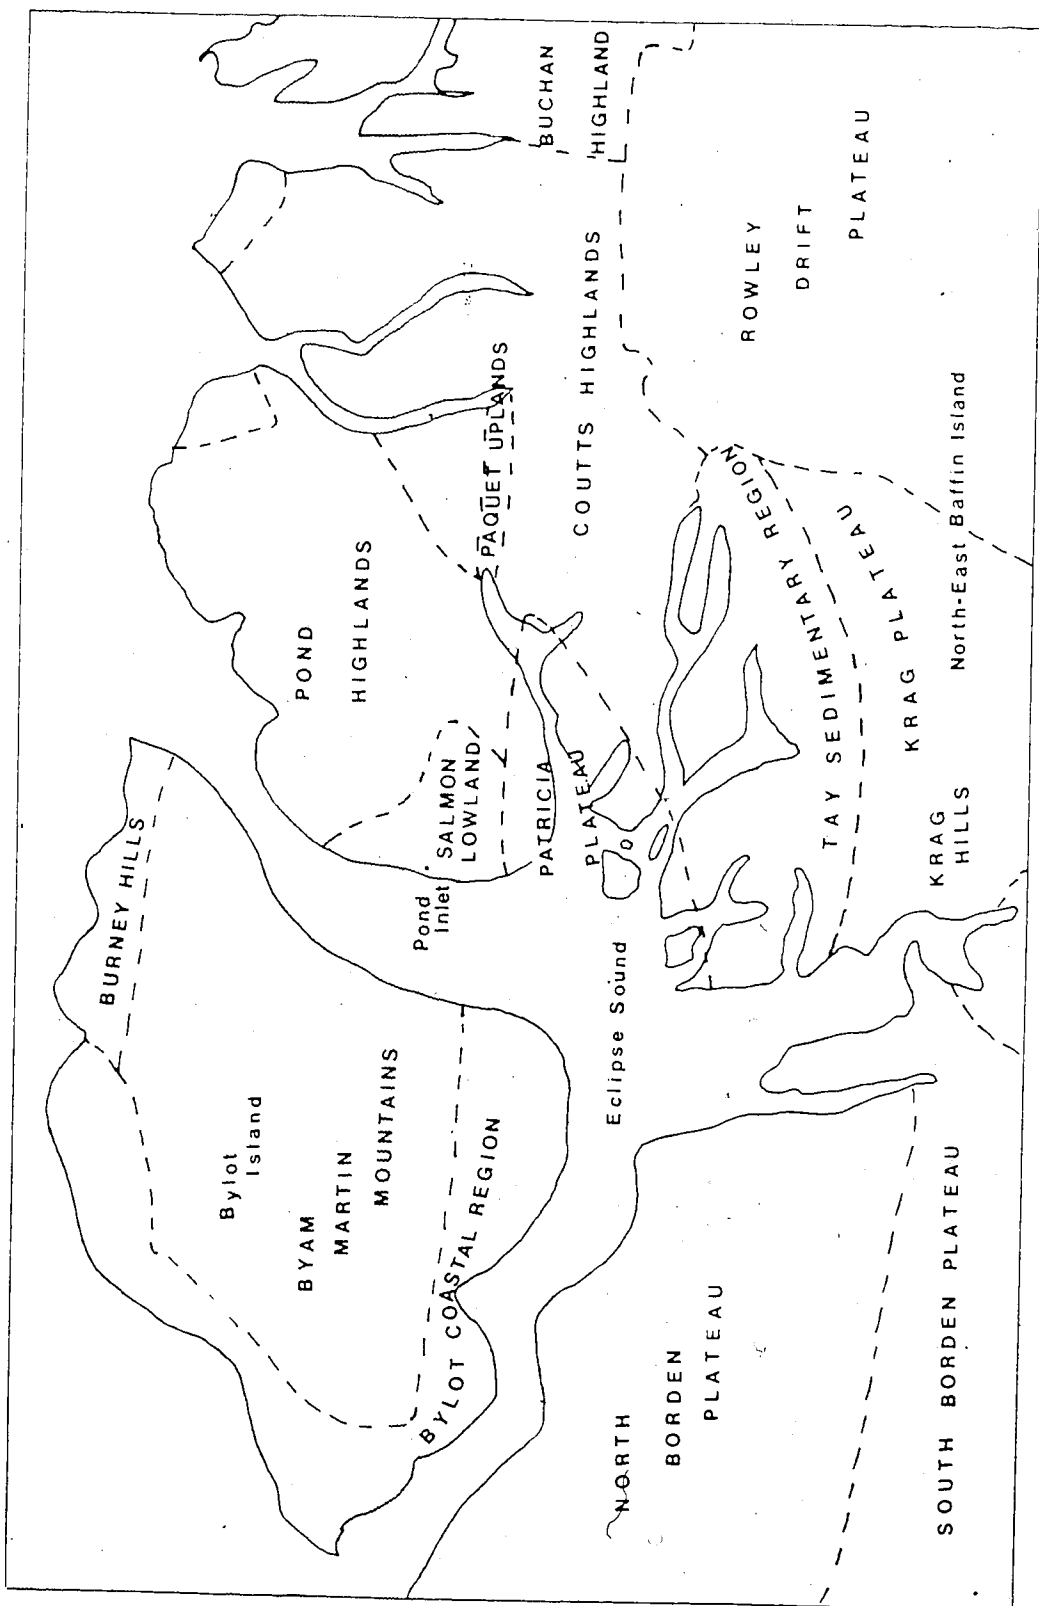 BURNEY HILLS
Bylot
Island
BYAM
MARTIN
MOUNTAINS
BYLOT COASTAL REGION
POND
HIGHLANDS
Pond
Inlet
SALMON
LOWLAND
PATRICIA
PLATEAU
Eclipse Sound
PAQUET UPLANDS
BUCHAN
HIGHLAND
COUTTS HIGHLANDS
ROWLEY
DRIFT
PLATEAU
TAY SEDIMENTARY REGION
KRAG PLATEAU
KRAG
HILLS
North-East Baffin Island
NORTH
BORDEN
PLATEAU
SOUTH BORDEN PLATEAU